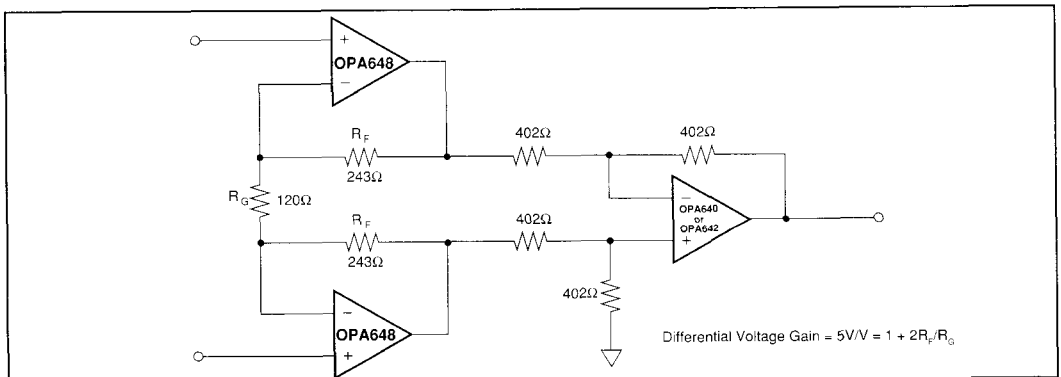 +
OPA648
−
R_F
243Ω
402Ω
402Ω
R_G 120Ω
−
OPA640
or
OPA642
+
R_F
243Ω
402Ω
402Ω
−
OPA648
+
Differential Voltage Gain = 5V/V = 1 + 2R_F/R_G